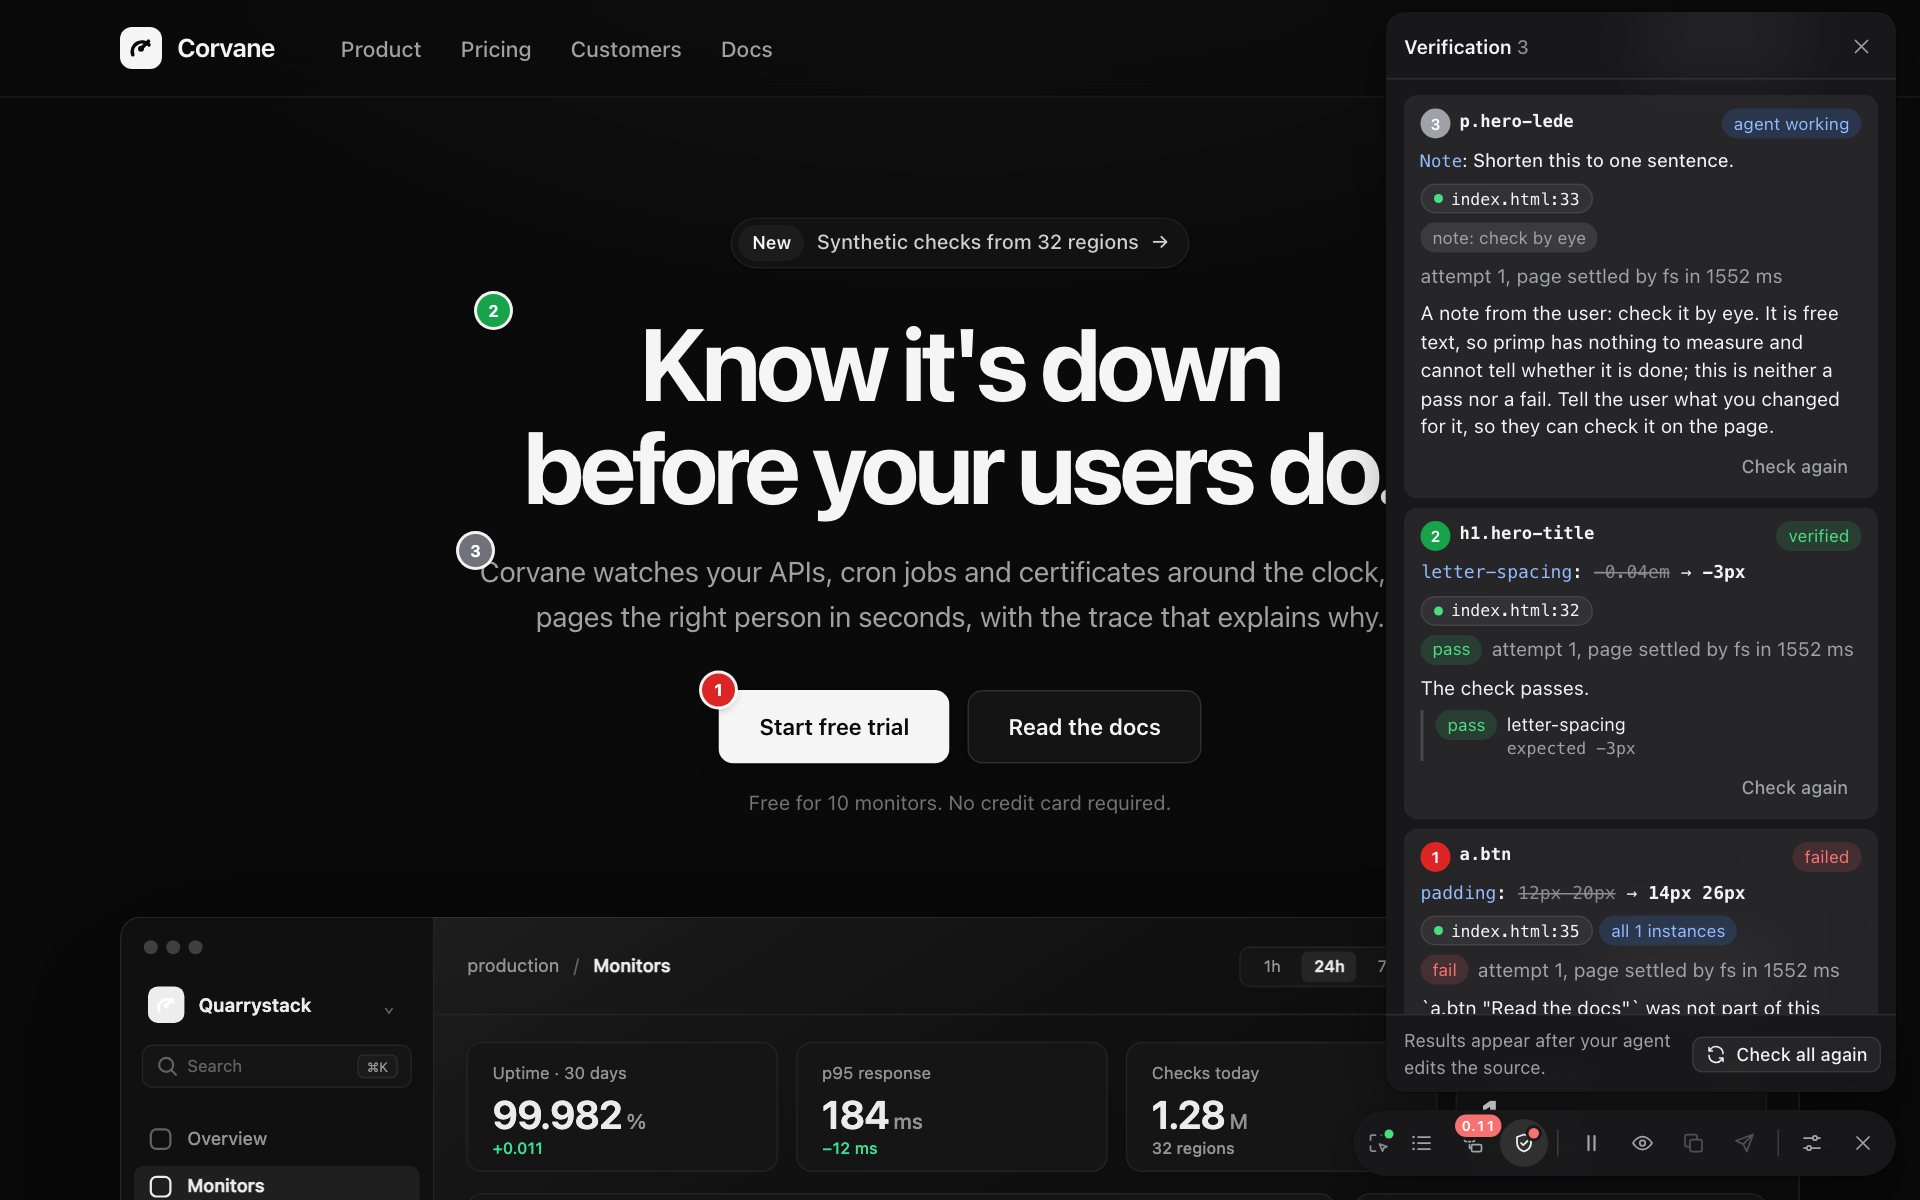 Corvane
Product
Pricing
Customers
Docs
New Synthetic checks from 32 regions →
2
Know it's down
before your users do.
3
Corvane watches your APIs, cron jobs and certificates around the clock,
pages the right person in seconds, with the trace that explains why.
1
Start free trial
Read the docs
Free for 10 monitors. No credit card required.
Quarrystack
Search ⌘K
Overview
Monitors
production / Monitors
1h 24h 7
Uptime · 30 days
99.982 %
+0.011
p95 response
184 ms
−12 ms
Checks today
1.28 M
32 regions
Verification 3
3 p.hero-lede agent working
Note: Shorten this to one sentence.
index.html:33
note: check by eye
attempt 1, page settled by fs in 1552 ms
A note from the user: check it by eye. It is free
text, so primp has nothing to measure and
cannot tell whether it is done; this is neither a
pass nor a fail. Tell the user what you changed
for it, so they can check it on the page.
Check again
2 h1.hero-title verified
letter-spacing: -0.04em → -3px
index.html:32
pass attempt 1, page settled by fs in 1552 ms
The check passes.
pass letter-spacing
expected -3px
Check again
1 a.btn failed
padding: 12px 20px → 14px 26px
index.html:35 all 1 instances
fail attempt 1, page settled by fs in 1552 ms
`a.btn "Read the docs"` was not part of this
Results appear after your agent
edits the source.
Check all again
0.11